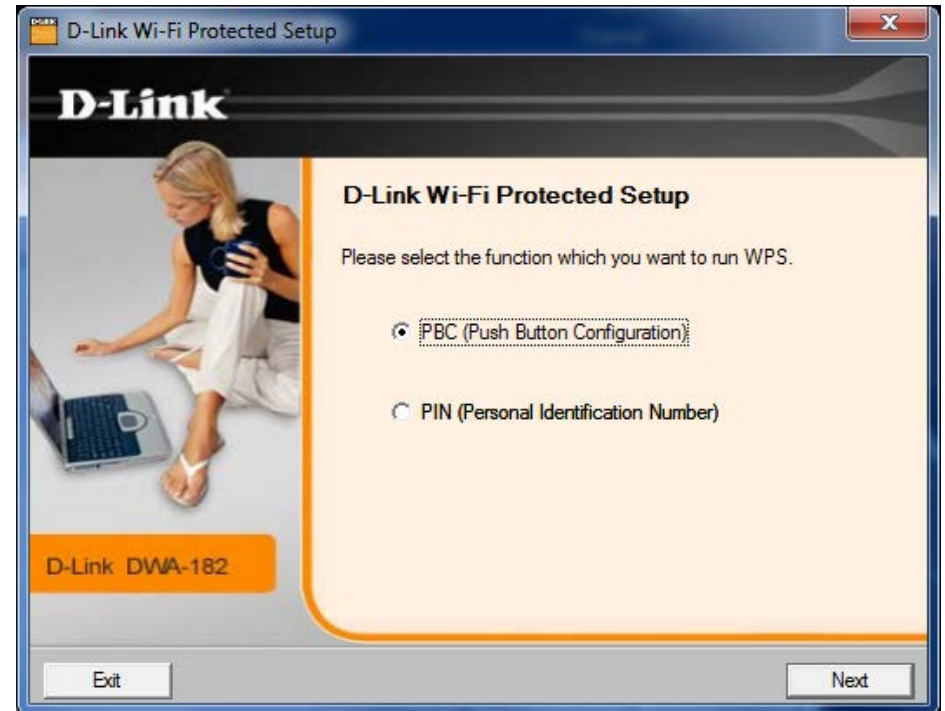 D-Link Wi-Fi Protected Setup
D-Link
D-Link Wi-Fi Protected Setup
Please select the function which you want to run WPS.
PBC (Push Button Configuration)
PIN (Personal Identification Number)
D-Link DWA-182
Exit
Next